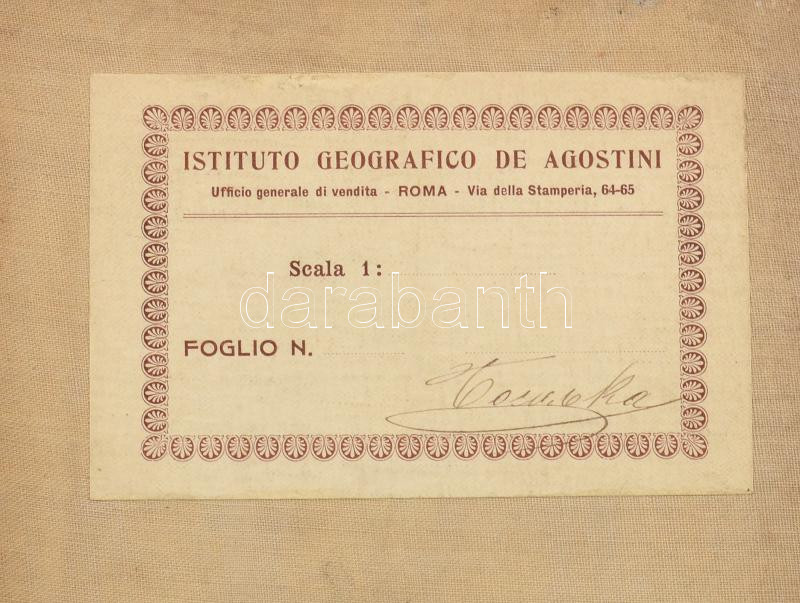 ISTITUTO GEOGRAFICO DE AGOSTINI
Ufficio generale di vendita - ROMA - Via della Stamperia, 64-65
Scala 1:
darabanth
FOGLIO N.